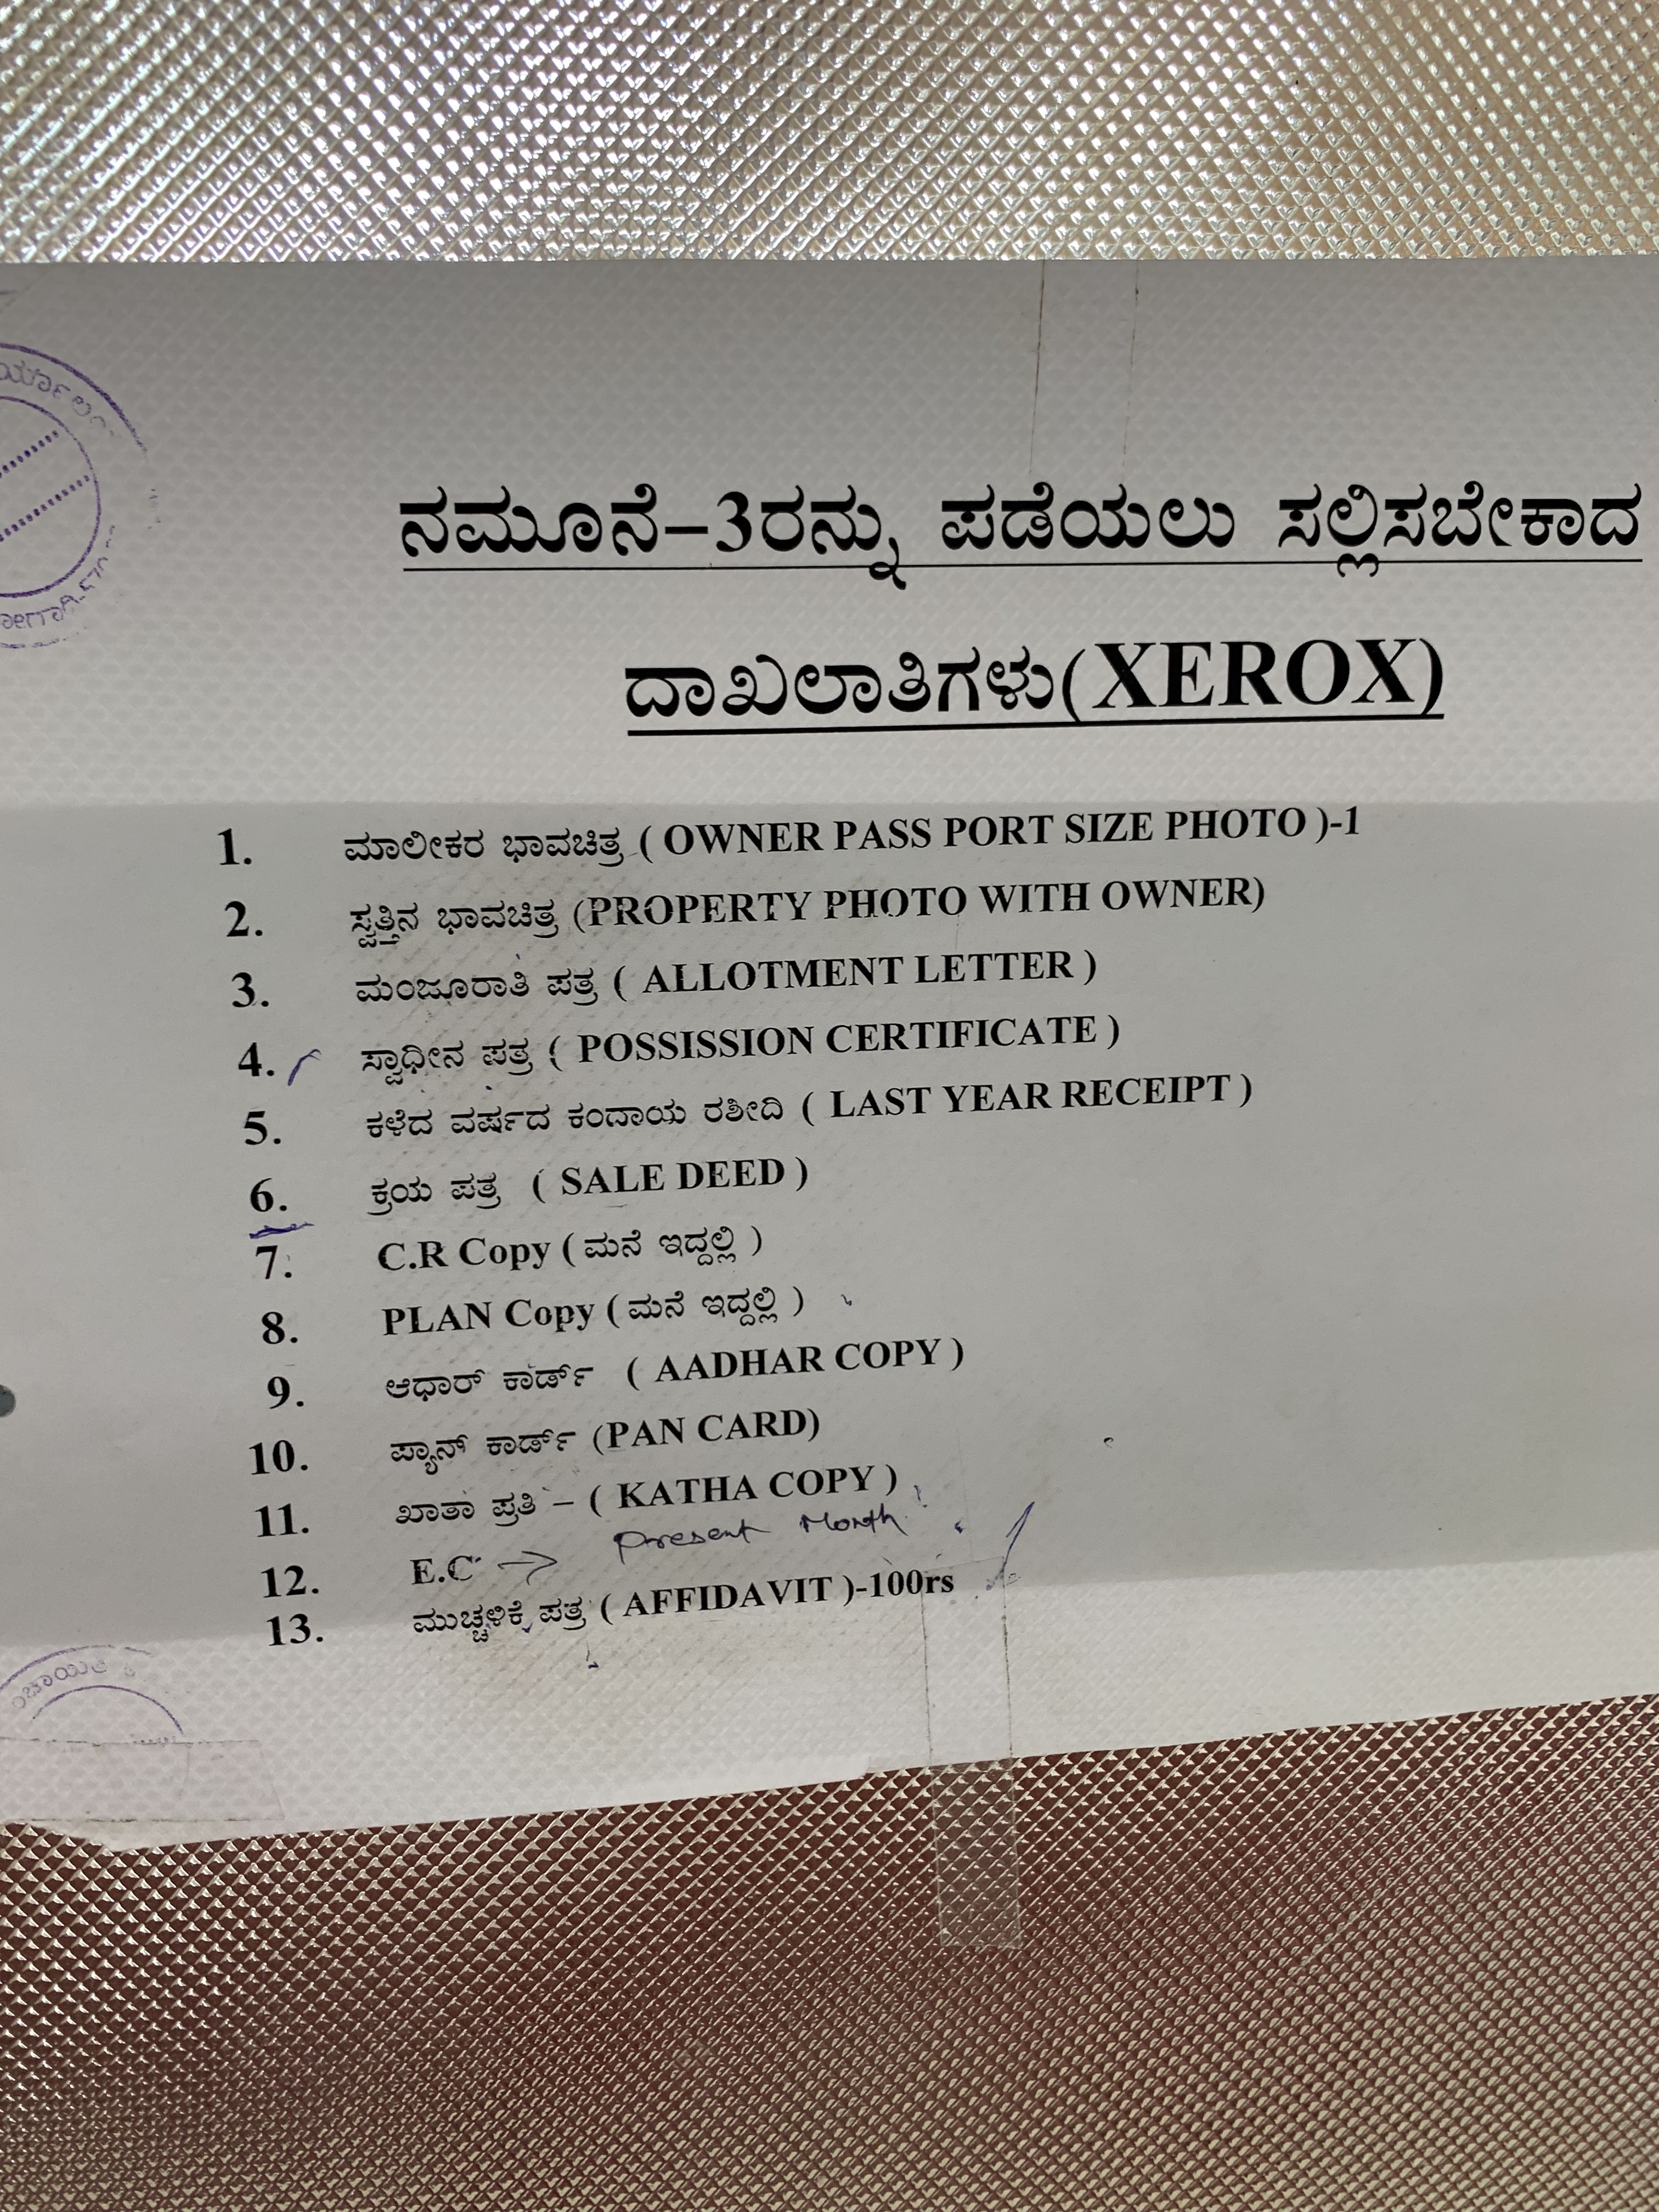 ನಮೂನೆ-3ರನ್ನು ಪಡೆಯಲು ಸಲ್ಲಿಸಬೇಕಾದ
ದಾಖಲಾತಿಗಳು(XEROX)
1. ಮಾಲೀಕರ ಭಾವಚಿತ್ರ ( OWNER PASS PORT SIZE PHOTO )-1
2. ಸ್ವತ್ತಿನ ಭಾವಚಿತ್ರ (PROPERTY PHOTO WITH OWNER)
3. ಮಂಜೂರಾತಿ ಪತ್ರ ( ALLOTMENT LETTER )
4. ಸ್ವಾಧೀನ ಪತ್ರ ( POSSISSION CERTIFICATE )
5. ಕಳೆದ ವರ್ಷದ ಕಂದಾಯ ರಶೀದಿ ( LAST YEAR RECEIPT )
6. ಕ್ರಯ ಪತ್ರ ( SALE DEED )
7. C.R Copy ( ಮನೆ ಇದ್ದಲ್ಲಿ )
8. PLAN Copy ( ಮನೆ ಇದ್ದಲ್ಲಿ )
9. ಆಧಾರ್ ಕಾರ್ಡ್ ( AADHAR COPY )
10. ಪ್ಯಾನ್ ಕಾರ್ಡ್ (PAN CARD)
11. ಖಾತಾ ಪ್ರತಿ - ( KATHA COPY )
12. E.C → Present Month
13. ಮುಚ್ಚಳಿಕೆ ಪತ್ರ ( AFFIDAVIT )-100rs